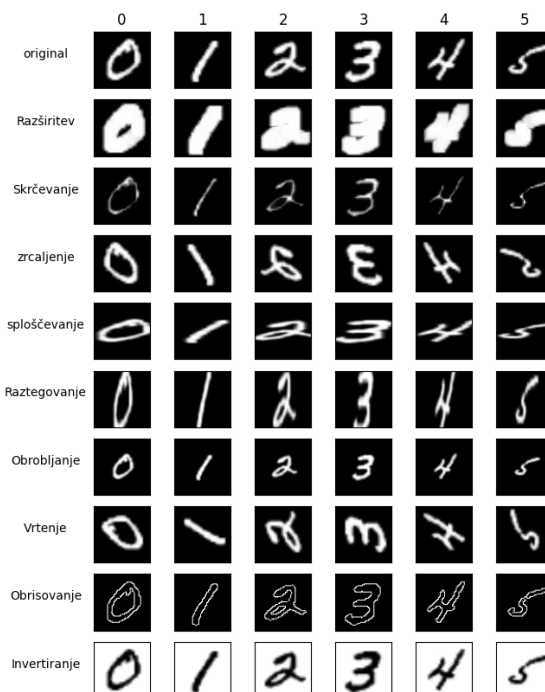 0 1 2 3 4 5
original
Razširitev
Skrčevanje
zrcaljenje
sploščevanje
Raztegovanje
Obrobljanje
Vrtenje
Obrisovanje
Invertiranje